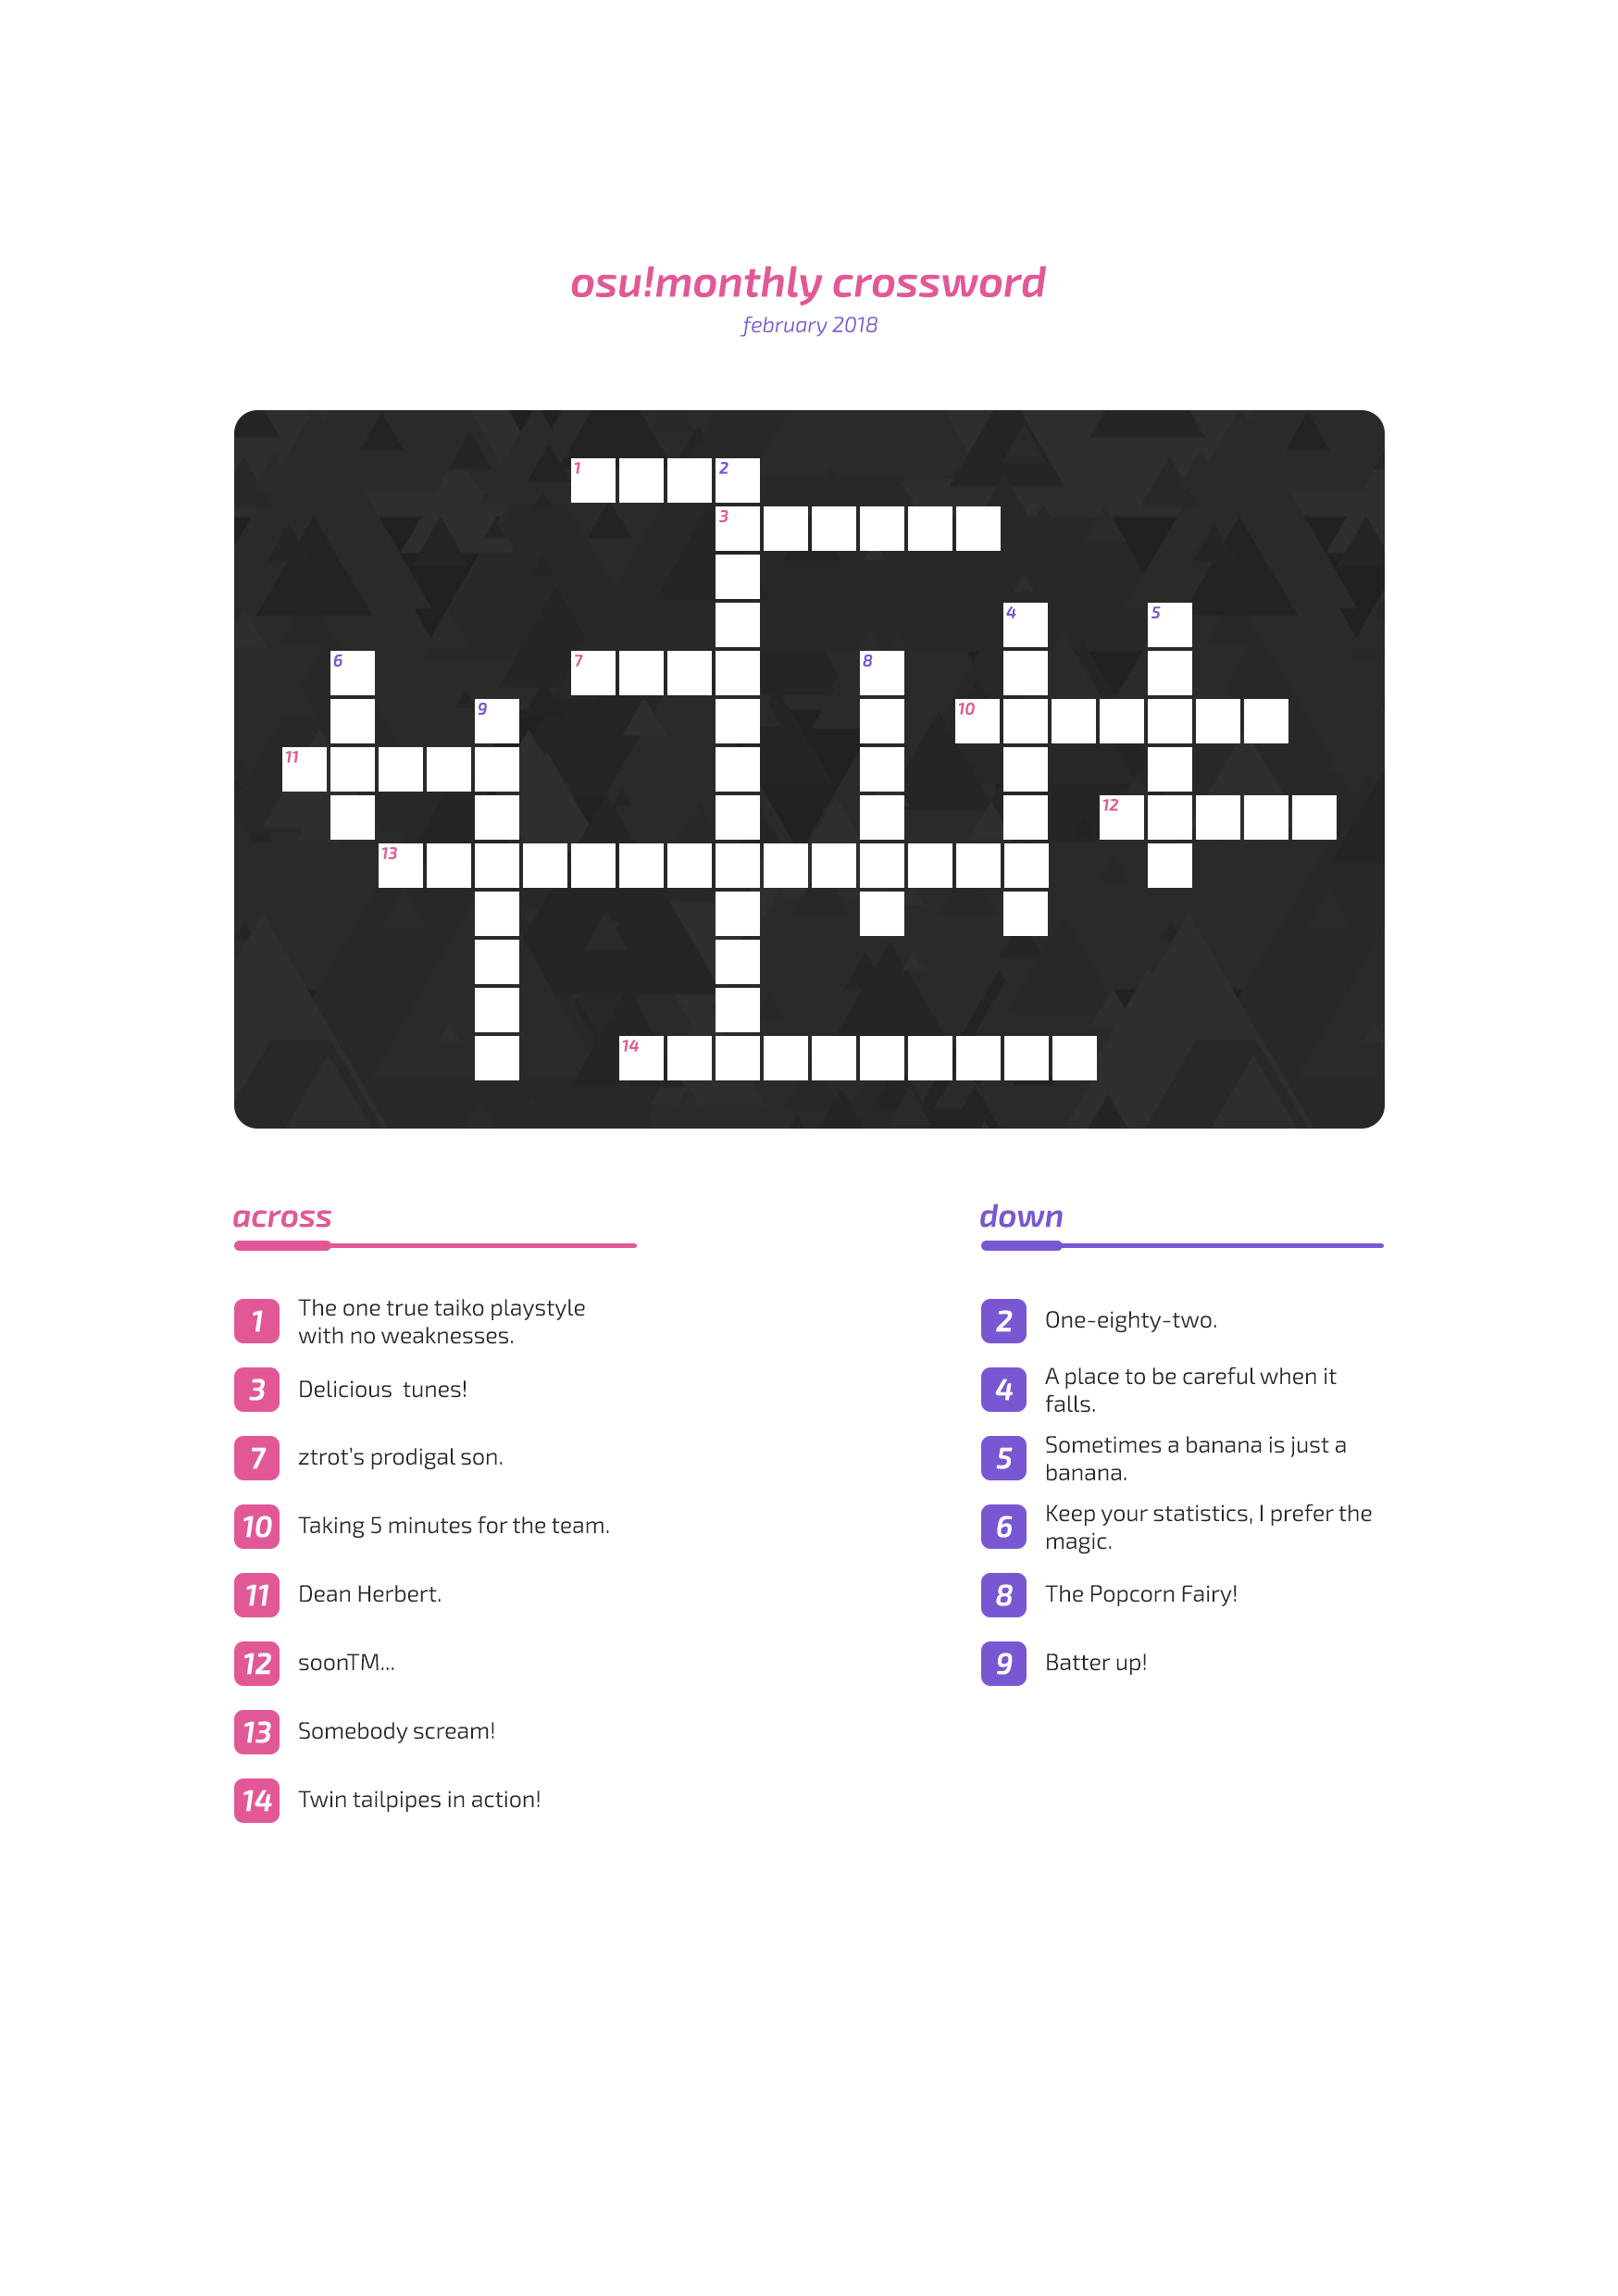 osu!monthly crossword
february 2018
1 2
3
4 5
6 7 8
9 10
11
12
13
14
across
1 The one true taiko playstyle
with no weaknesses.
3 Delicious  tunes!
7 ztrot's prodigal son.
10 Taking 5 minutes for the team.
11 Dean Herbert.
12 soonTM...
13 Somebody scream!
14 Twin tailpipes in action!
down
2 One-eighty-two.
4 A place to be careful when it
falls.
5 Sometimes a banana is just a
banana.
6 Keep your statistics, I prefer the
magic.
8 The Popcorn Fairy!
9 Batter up!